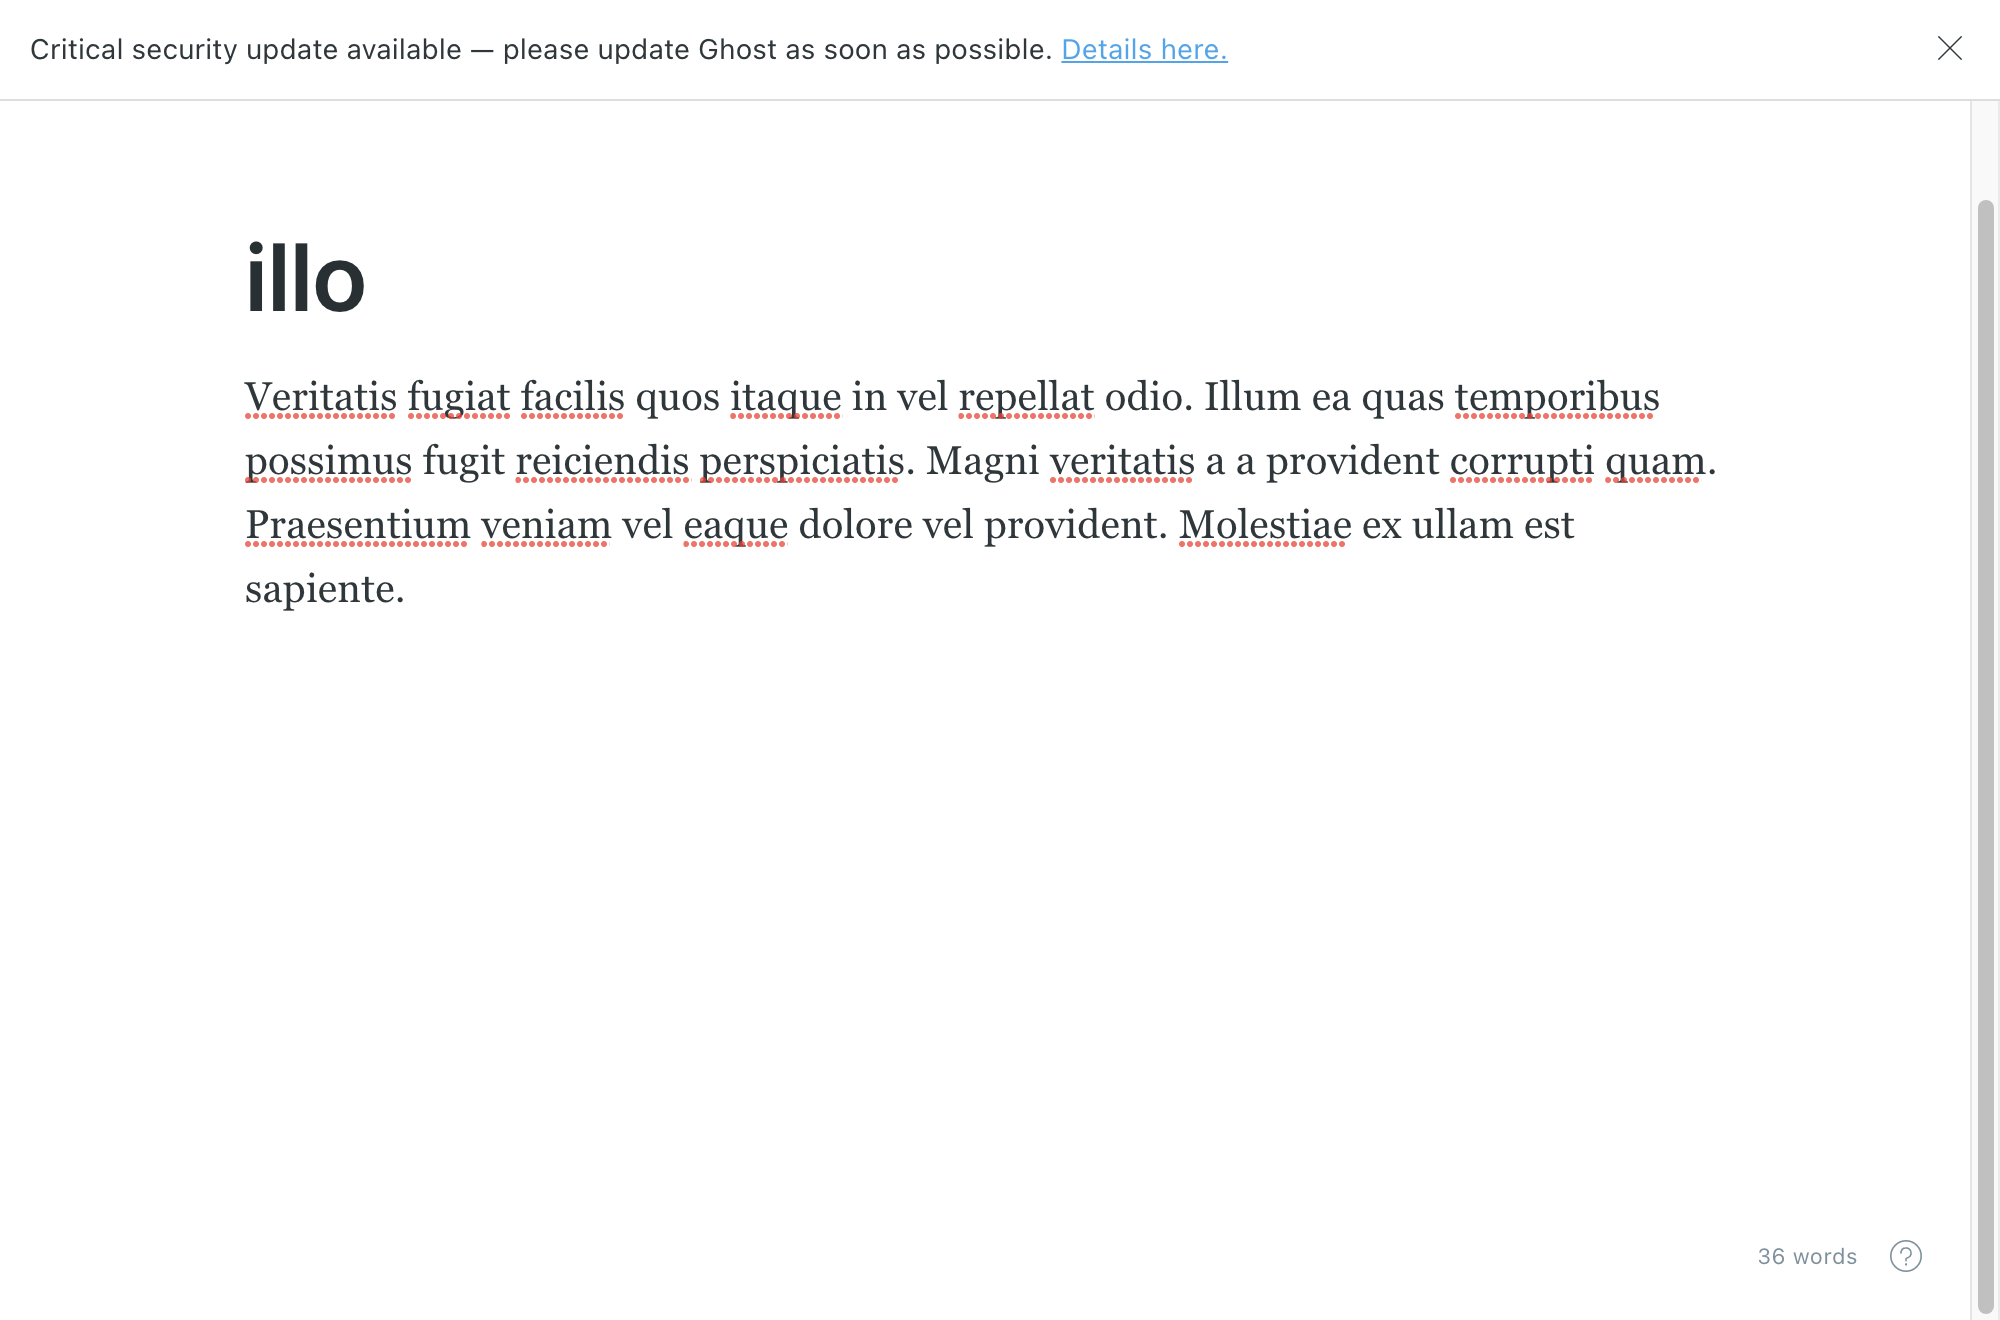 Critical security update available — please update Ghost as soon as possible. Details here.
illo
Veritatis fugiat facilis quos itaque in vel repellat odio. Illum ea quas temporibus
possimus fugit reiciendis perspiciatis. Magni veritatis a a provident corrupti quam.
Praesentium veniam vel eaque dolore vel provident. Molestiae ex ullam est
sapiente.
36 words ?